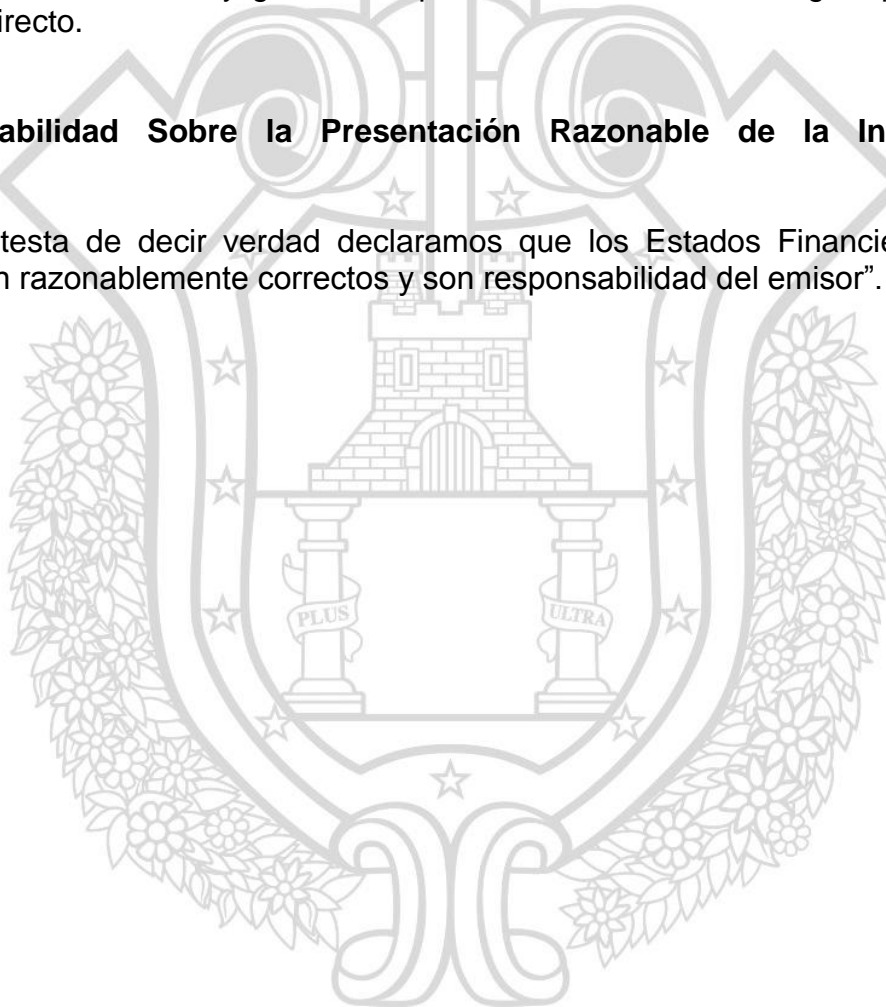 irecto.
abilidad Sobre la Presentación Razonable de la In
testa de decir verdad declaramos que los Estados Financie
n razonablemente correctos y son responsabilidad del emisor”.
PLUS
ULTRA